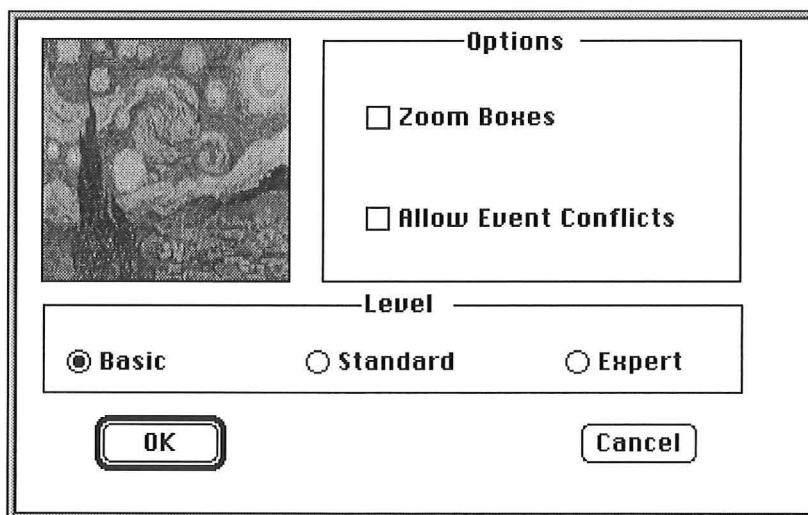 Options
Zoom Boxes
Allow Event Conflicts
Level
Basic Standard Expert
OK Cancel